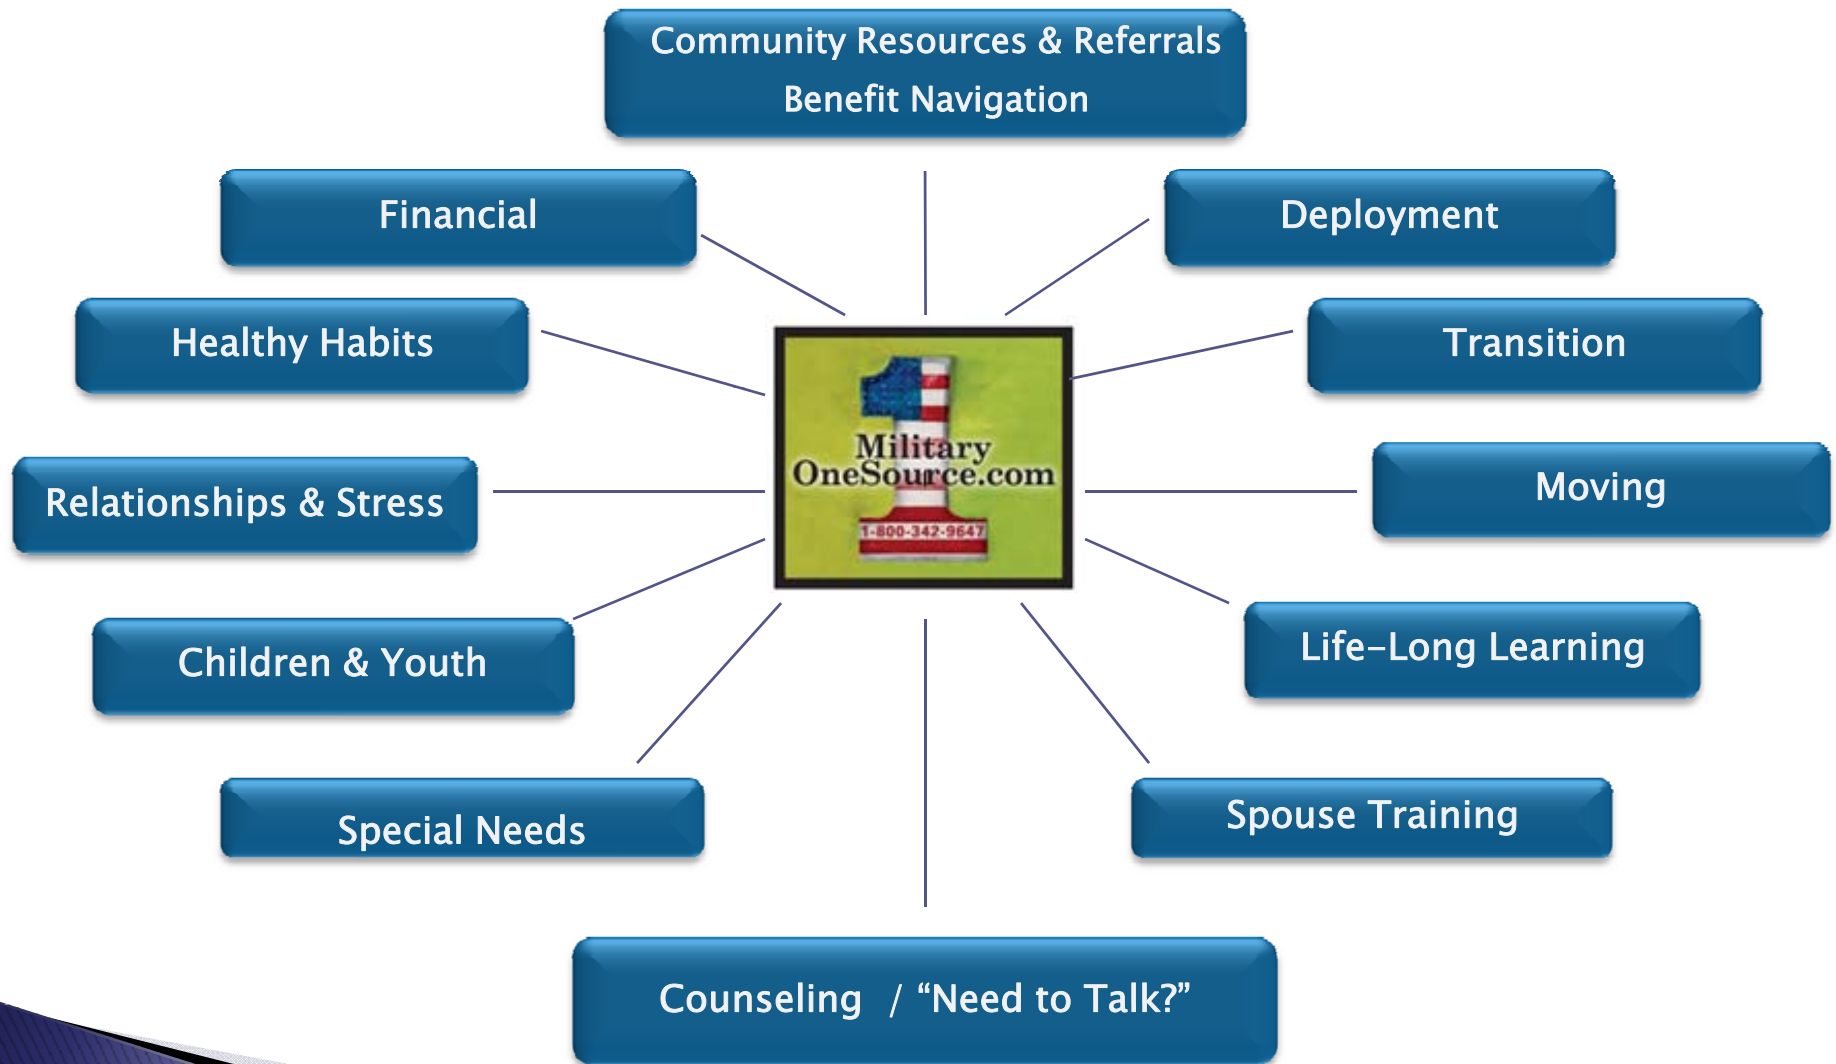 Community Resources & Referrals
Benefit Navigation
Financial
Deployment
Healthy Habits
Transition
Military
OneSource.com
1-800-342-9647
Relationships & Stress
Moving
Children & Youth
Life-Long Learning
Special Needs
Spouse Training
Counseling / “Need to Talk?”